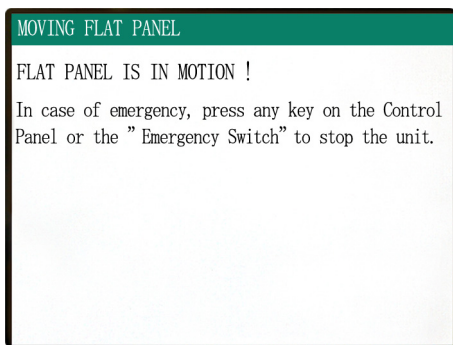 MOVING FLAT PANEL
FLAT PANEL IS IN MOTION !
In case of emergency, press any key on the Control
Panel or the ” Emergency Switch” to stop the unit.